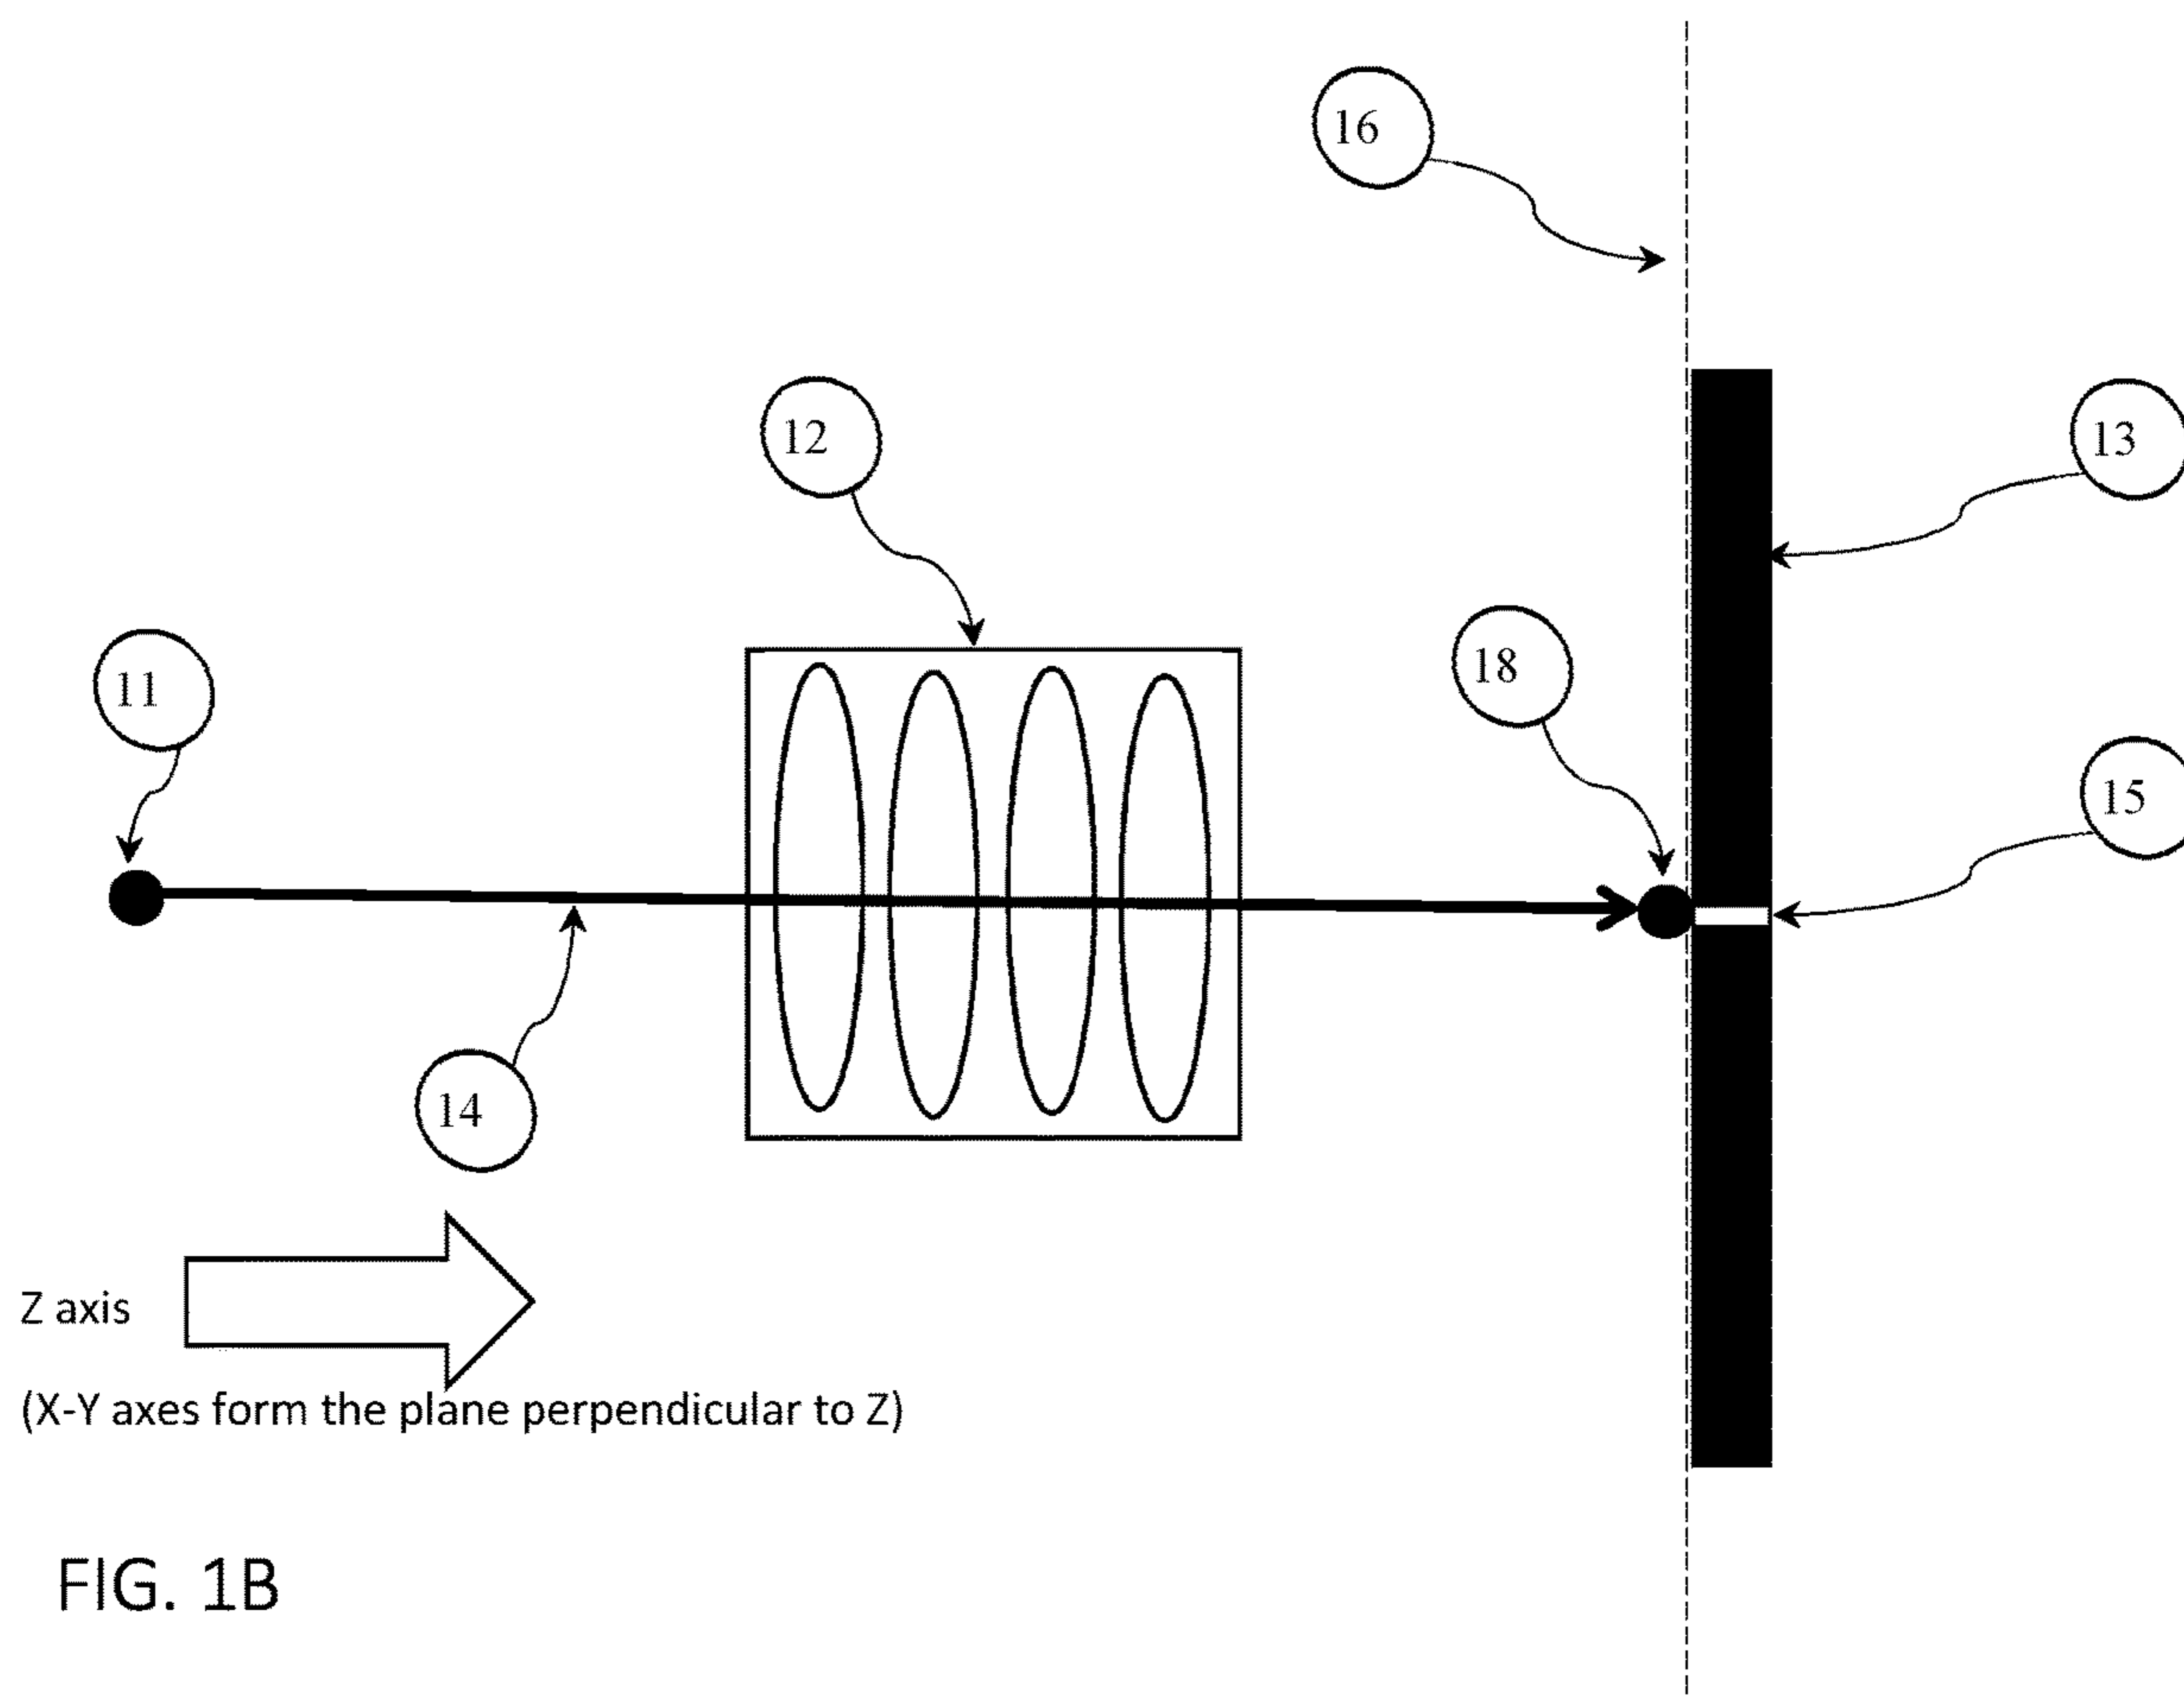 16
12
13
18
11
15
14
Z axis
(X-Y axes form the plane perpendicular to Z)
FIG. 1B